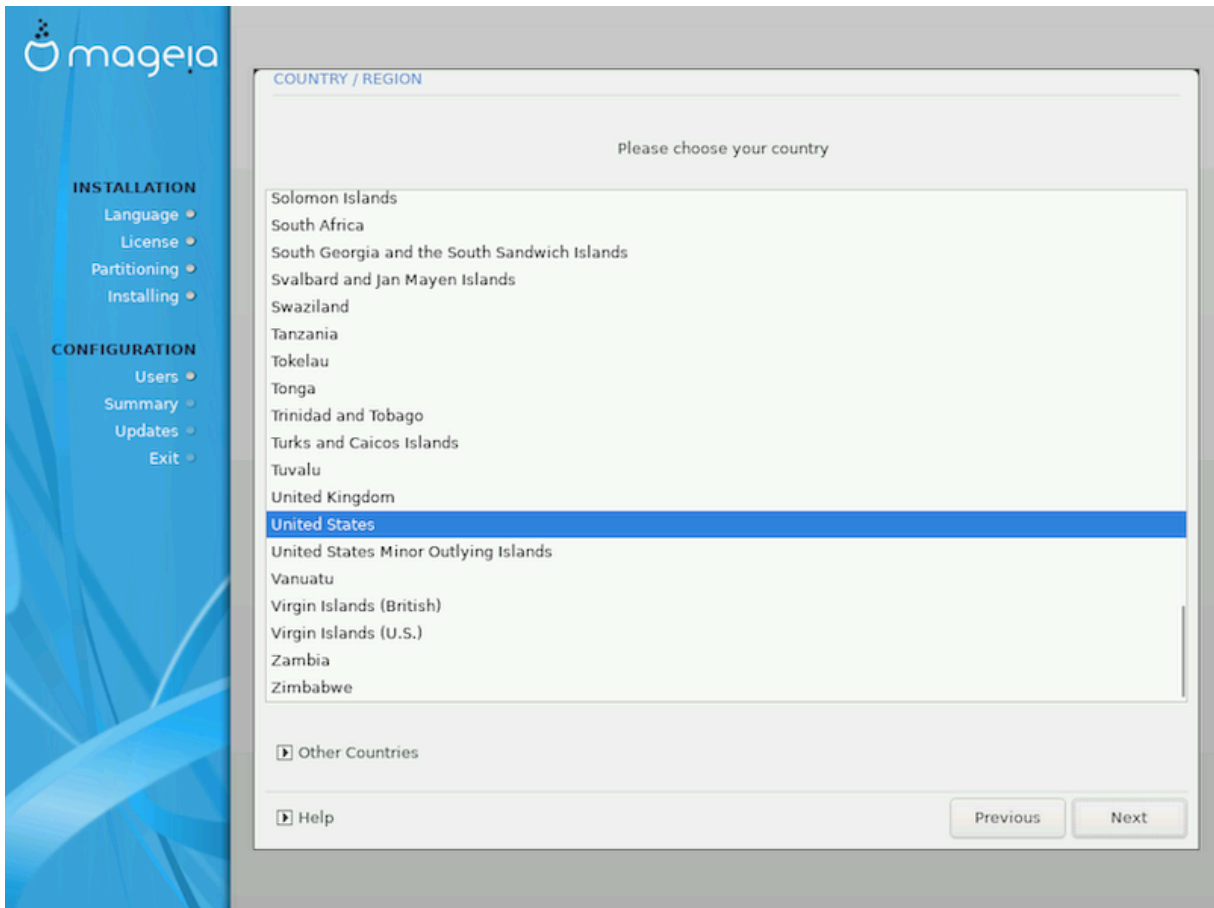 mageia
INSTALLATION
Language
License
Partitioning
Installing
CONFIGURATION
Users
Summary
Updates
Exit
COUNTRY / REGION
Please choose your country
Solomon Islands
South Africa
South Georgia and the South Sandwich Islands
Svalbard and Jan Mayen Islands
Swaziland
Tanzania
Tokelau
Tonga
Trinidad and Tobago
Turks and Caicos Islands
Tuvalu
United Kingdom
United States
United States Minor Outlying Islands
Vanuatu
Virgin Islands (British)
Virgin Islands (U.S.)
Zambia
Zimbabwe
Other Countries
Help
Previous
Next